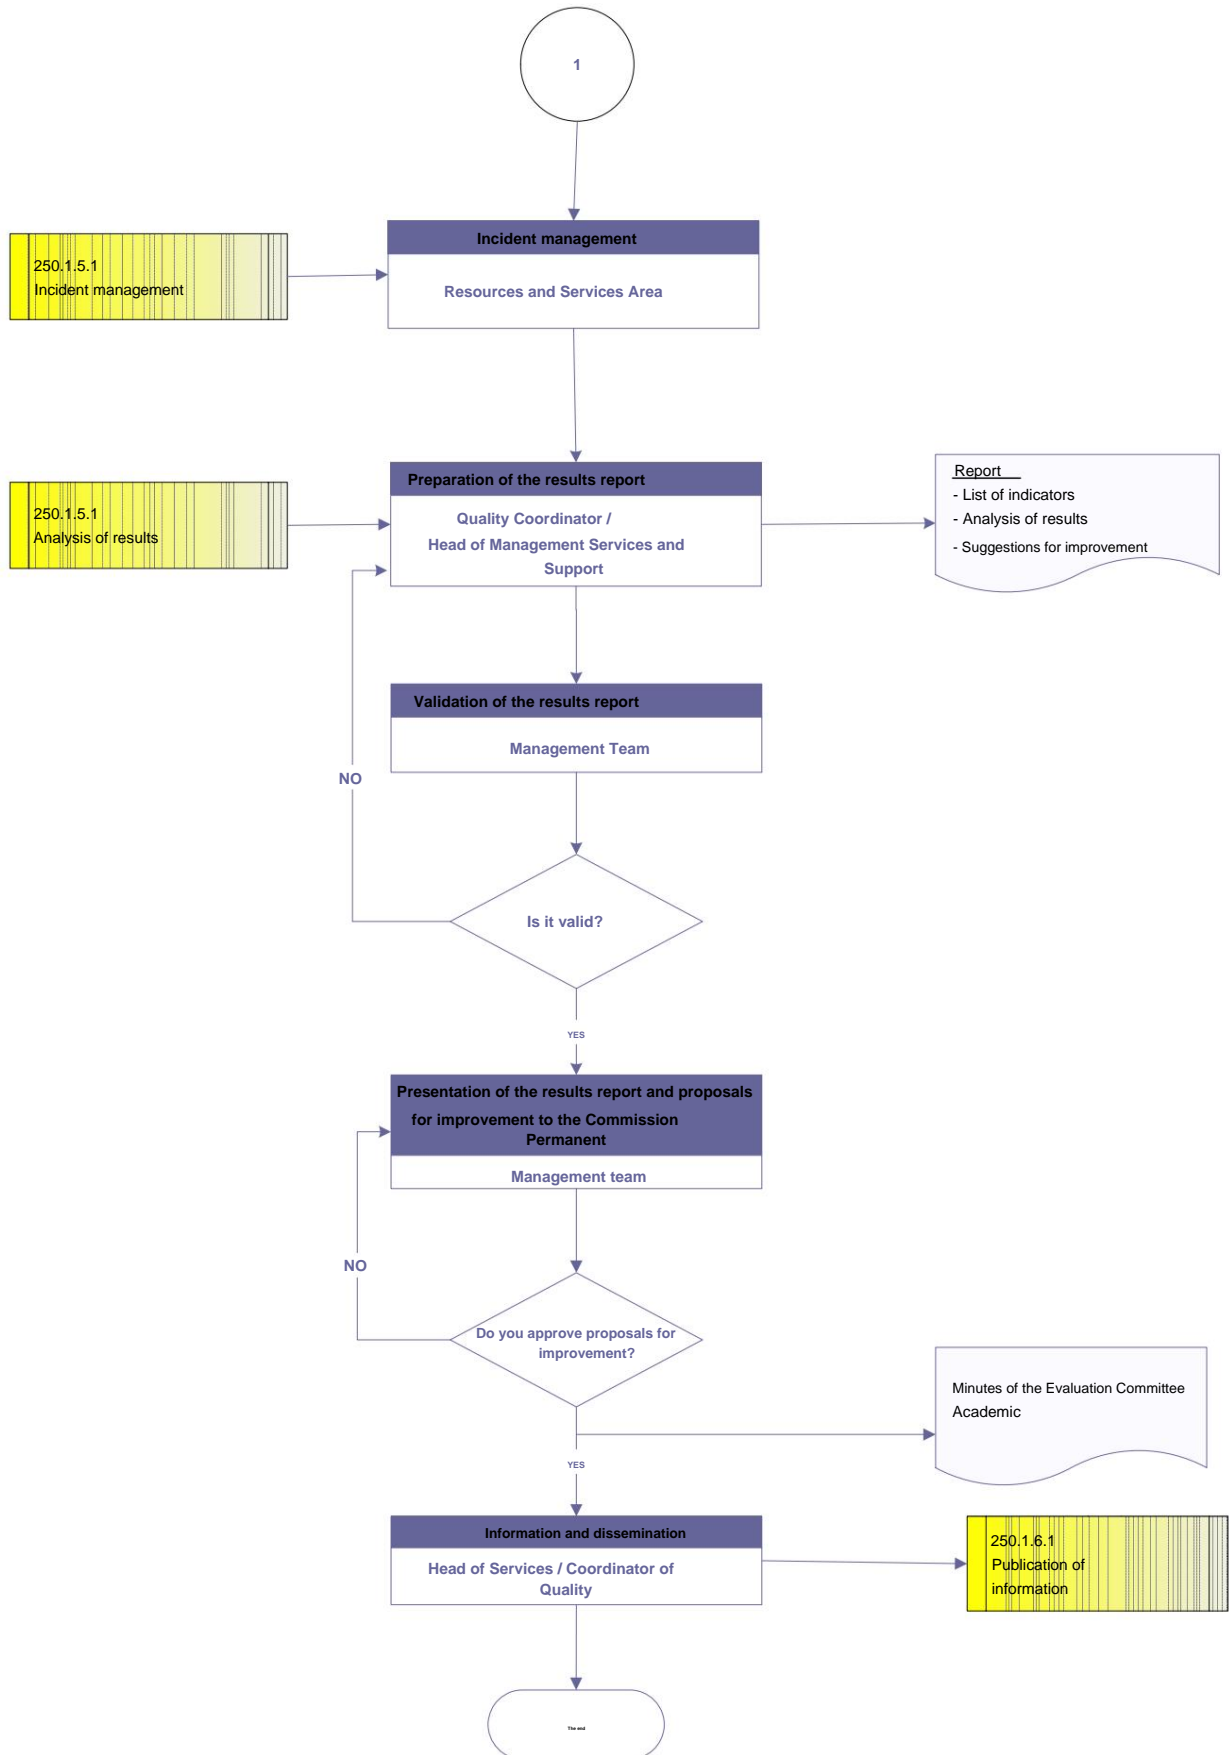 1
Incident management
Resources and Services Area
250.1.5.1
Incident management
Preparation of the results report
Quality Coordinator /
Head of Management Services and
Support
250.1.5.1
Analysis of results
Report
- List of indicators
- Analysis of results
- Suggestions for improvement
Validation of the results report
Management Team
NO
Is it valid?
YES
Presentation of the results report and proposals
for improvement to the Commission
Permanent
Management team
NO
Do you approve proposals for
improvement?
Minutes of the Evaluation Committee
Academic
YES
Information and dissemination
Head of Services / Coordinator of
Quality
250.1.6.1
Publication of
information
The end